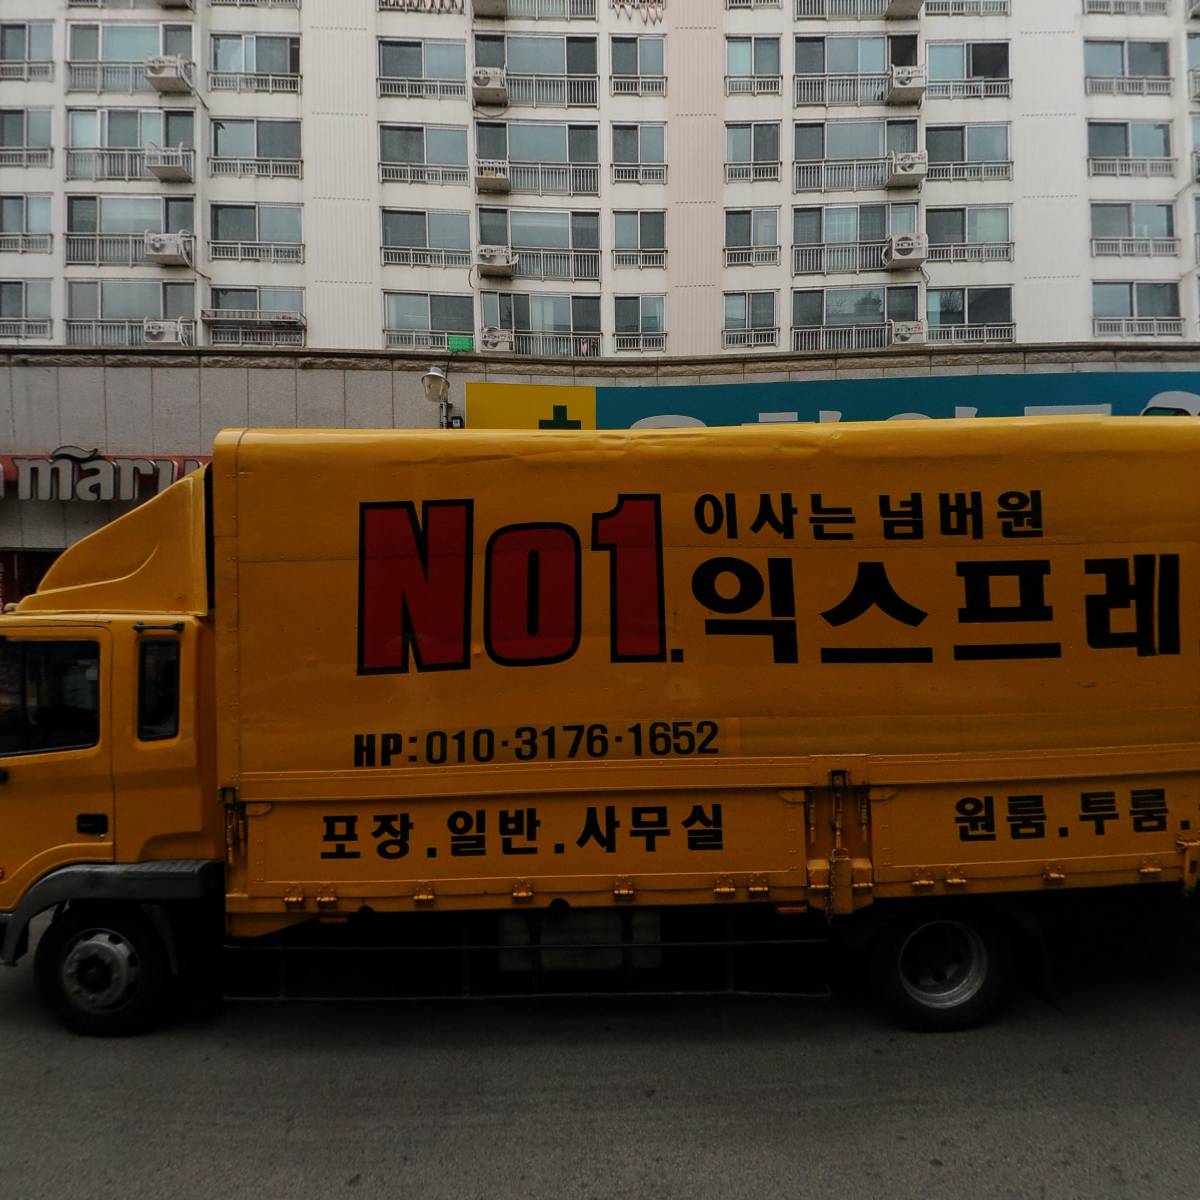 mary
No1.
이사는 넘버원
익스프레
HP:010·3176·1652
포장.일반.사무실
원룸.투룸.